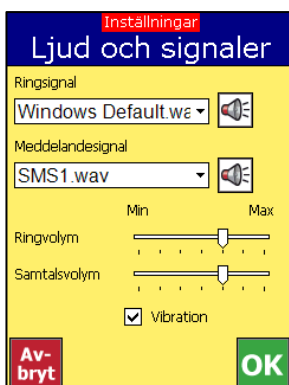 Inställningar
Ljud och signaler
Ringsignal
Windows Default.wa
Meddelandesignal
SMS1.wav
Min Max
Ringvolym
Samtalsvolym
Vibration
Av-
bryt
OK